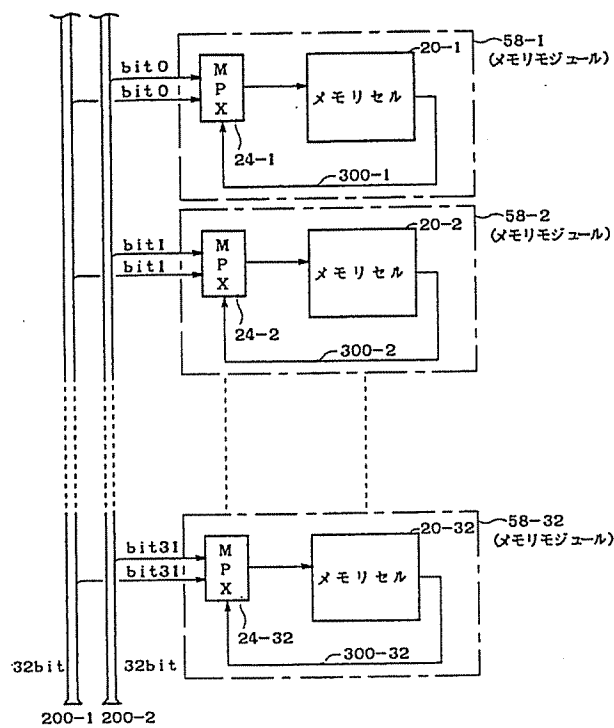 20-1
58-1
(メモリモジュール)
bit0
bit0
MPX
メモリセル
24-1
300-1
20-2
58-2
(メモリモジュール)
bit1
bit1
MPX
メモリセル
24-2
300-2
20-32
58-32
(メモリモジュール)
bit31
bit31
MPX
メモリセル
24-32
300-32
32bit
32bit
200-1
200-2